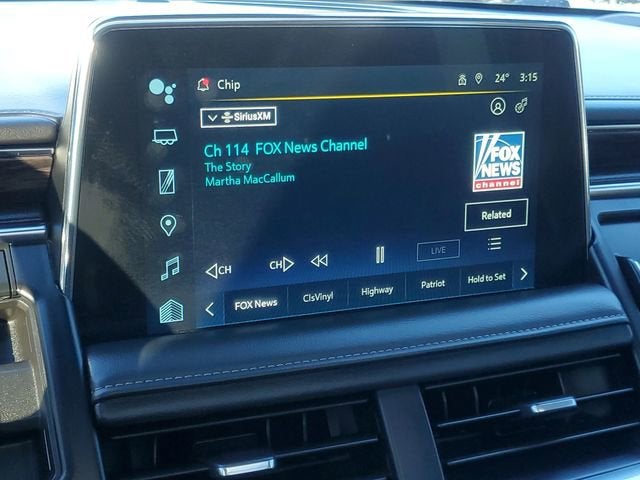 Chip 24° 3:15
SiriusXM
Ch 114 FOX News Channel
The Story
Martha MacCallum
FOX
NEWS
channel
Related
CH CH LIVE
FOX News ClsVinyl Highway Patriot Hold to Set